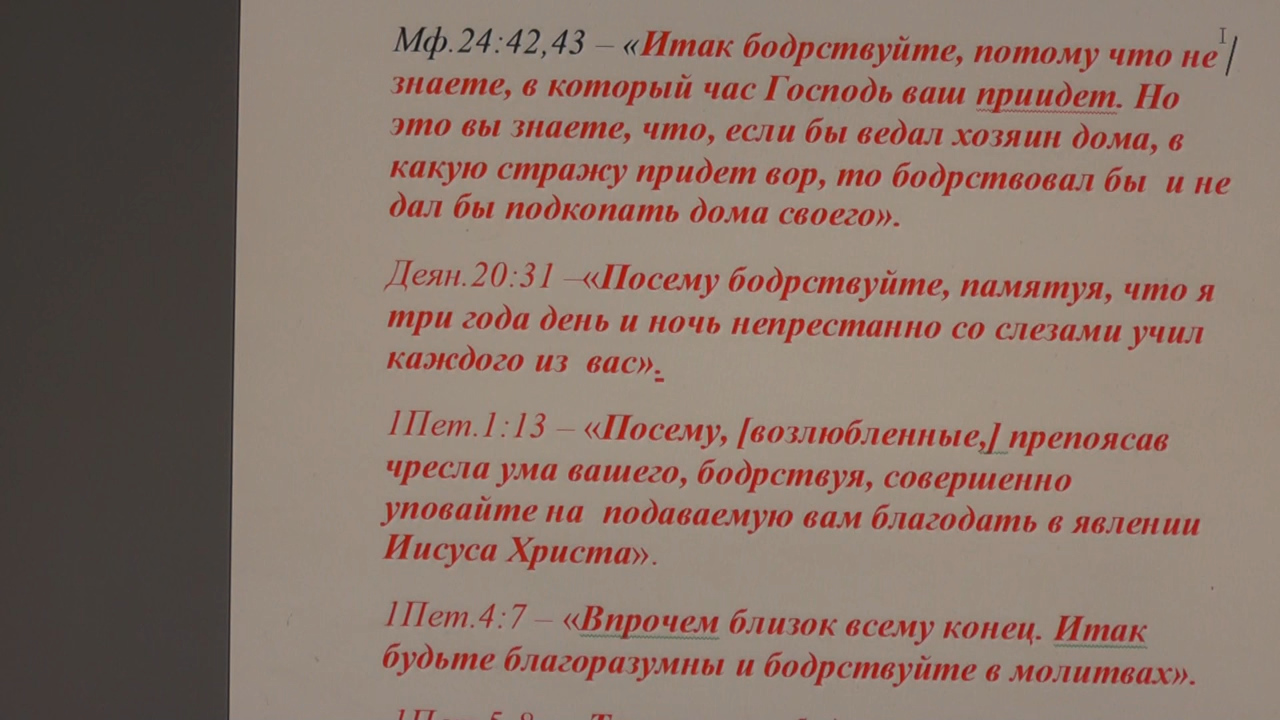 Мф.24:42,43 – «Итак бодрствуйте, потому что не
знаете, в который час Господь ваш приидет. Но
это вы знаете, что, если бы ведал хозяин дома, в
какую стражу придет вор, то бодрствовал бы и не
дал бы подкопать дома своего».
Деян.20:31 –«Посему бодрствуйте, памятуя, что я
три года день и ночь непрестанно со слезами учил
каждого из вас».
1Пет.1:13 – «Посему, [возлюбленные,] препоясав
чресла ума вашего, бодрствуя, совершенно
уповайте на подаваемую вам благодать в явлении
Иисуса Христа».
1Пет.4:7 – «Впрочем близок всему конец. Итак
будьте благоразумны и бодрствуйте в молитвах».